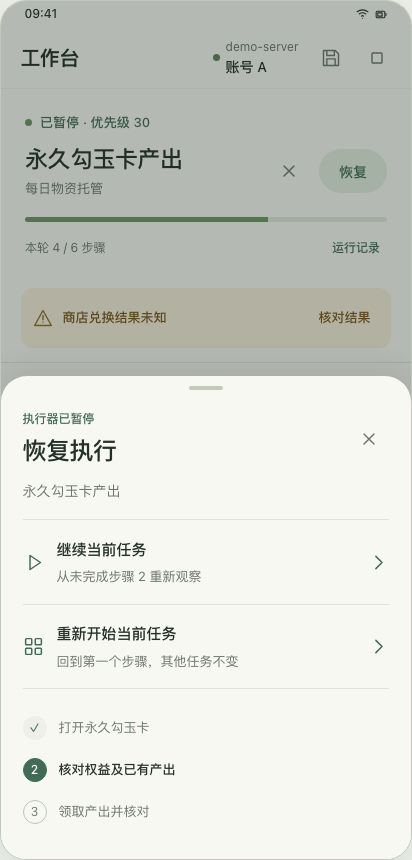 09:41
工作台
demo-server
账号 A
已暂停 · 优先级 30
永久勾玉卡产出
每日物资托管
恢复
本轮 4 / 6 步骤
运行记录
商店兑换结果未知
核对结果
执行器已暂停
恢复执行
永久勾玉卡产出
继续当前任务
从未完成步骤 2 重新观察
重新开始当前任务
回到第一个步骤，其他任务不变
打开永久勾玉卡
2 核对权益及已有产出
3 领取产出并核对